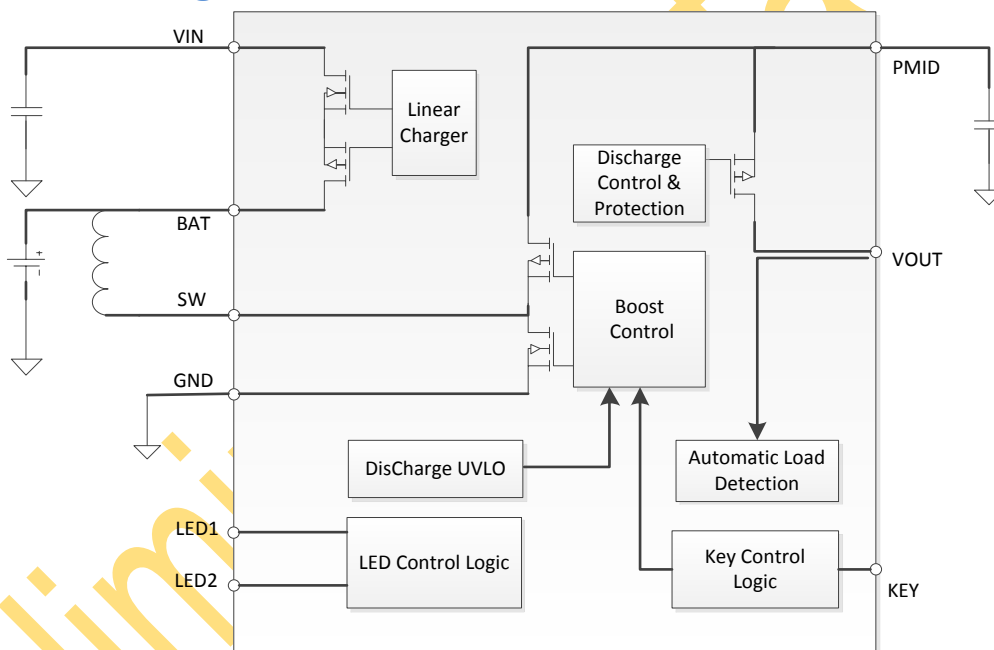 VIN
PMID
Linear
Charger
Discharge
Control &
Protection
BAT
VOUT
SW
Boost
Control
GND
DisCharge UVLO
Automatic Load
Detection
LED1
LED Control Logic
LED2
Key Control
Logic
KEY
+
-
limi